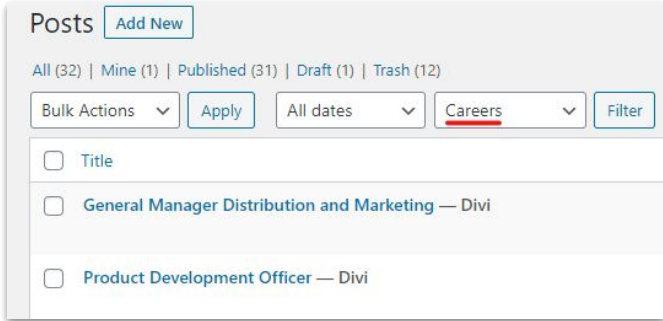 Posts Add New
All (32) | Mine (1) | Published (31) | Draft (1) | Trash (12)
Bulk Actions Apply All dates Careers Filter
Title
General Manager Distribution and Marketing — Divi
Product Development Officer — Divi